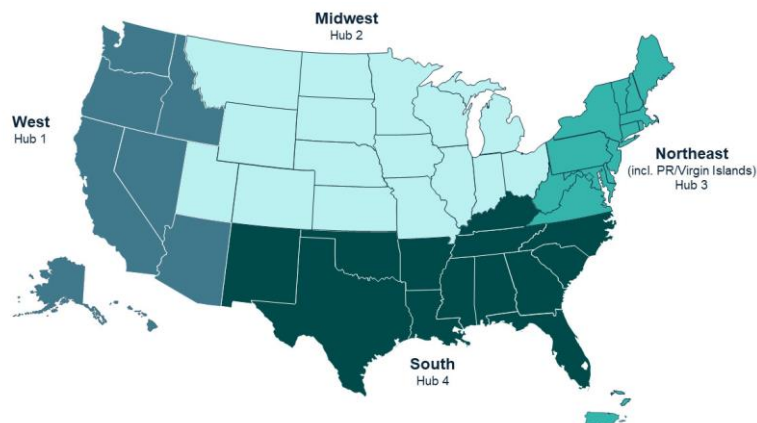 Midwest
Hub 2
West
Hub 1
Northeast
(incl. PR/Virgin Islands)
Hub 3
South
Hub 4